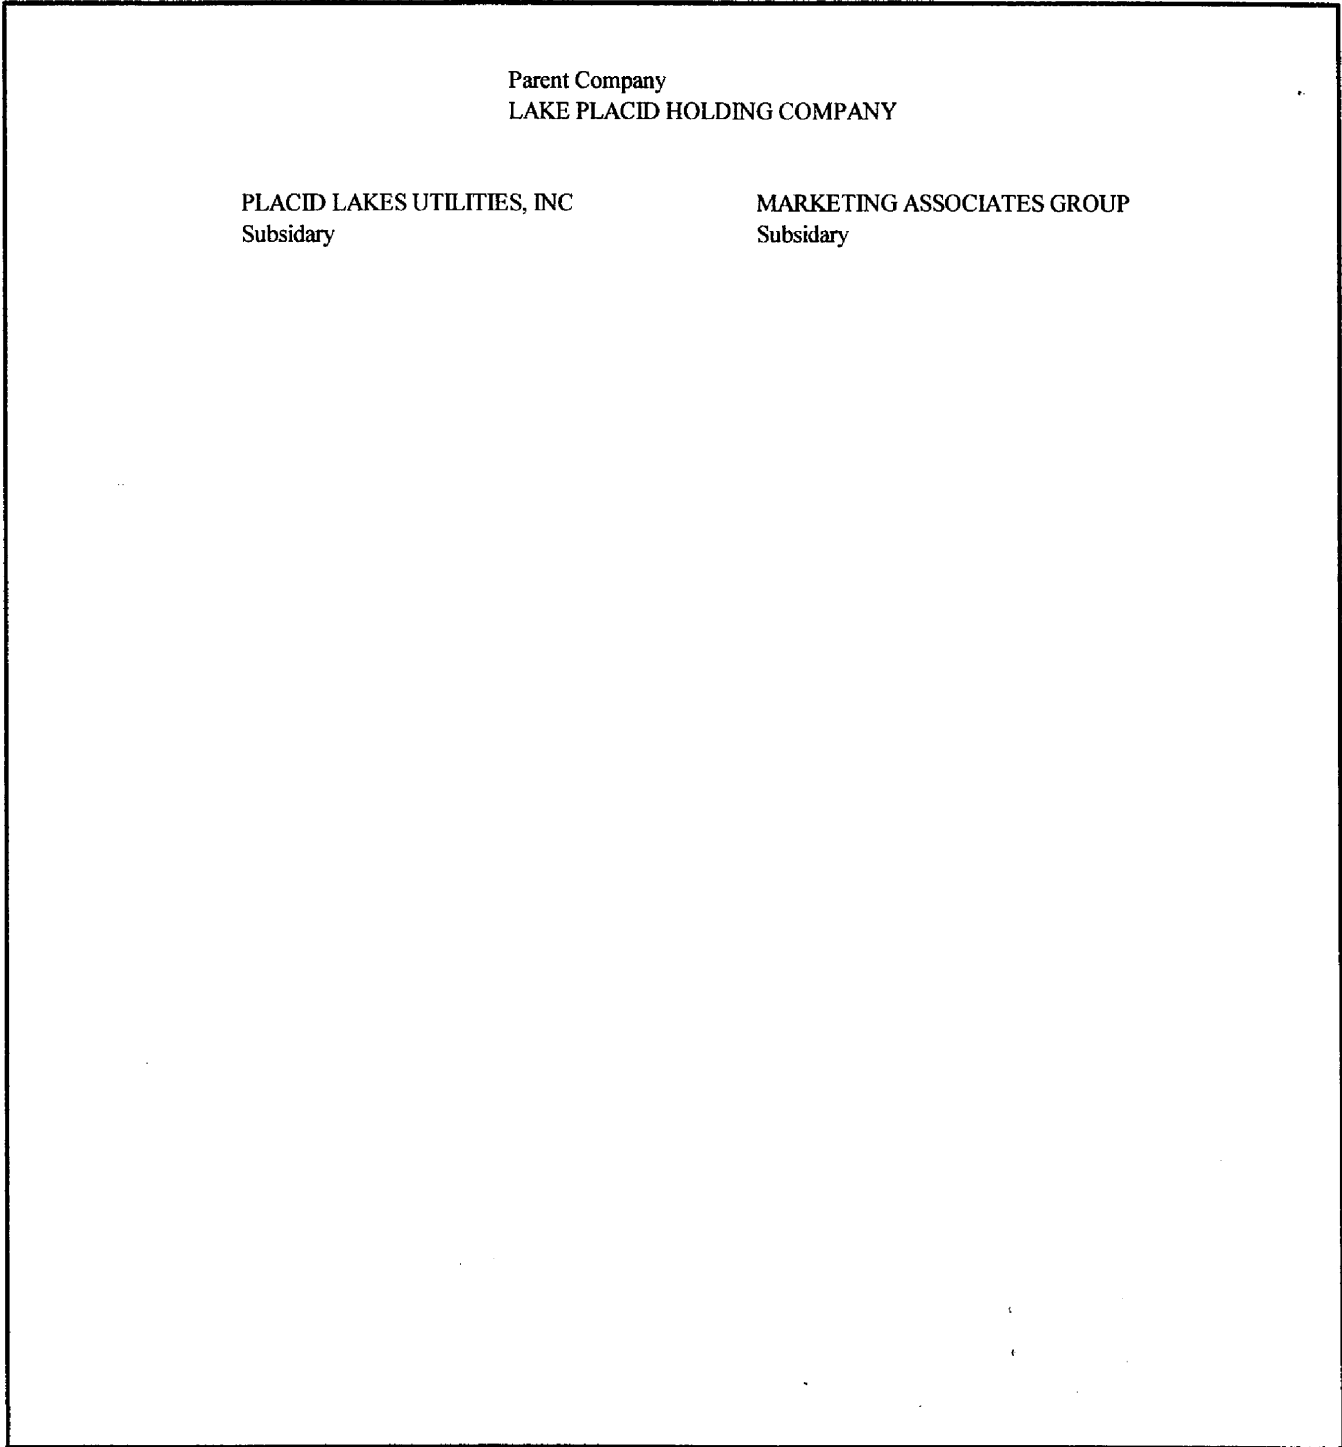 Parent Company
LAKE PLACID HOLDING COMPANY
PLACID LAKES UTILITIES, INC
Subsidary
MARKETING ASSOCIATES GROUP
Subsidary